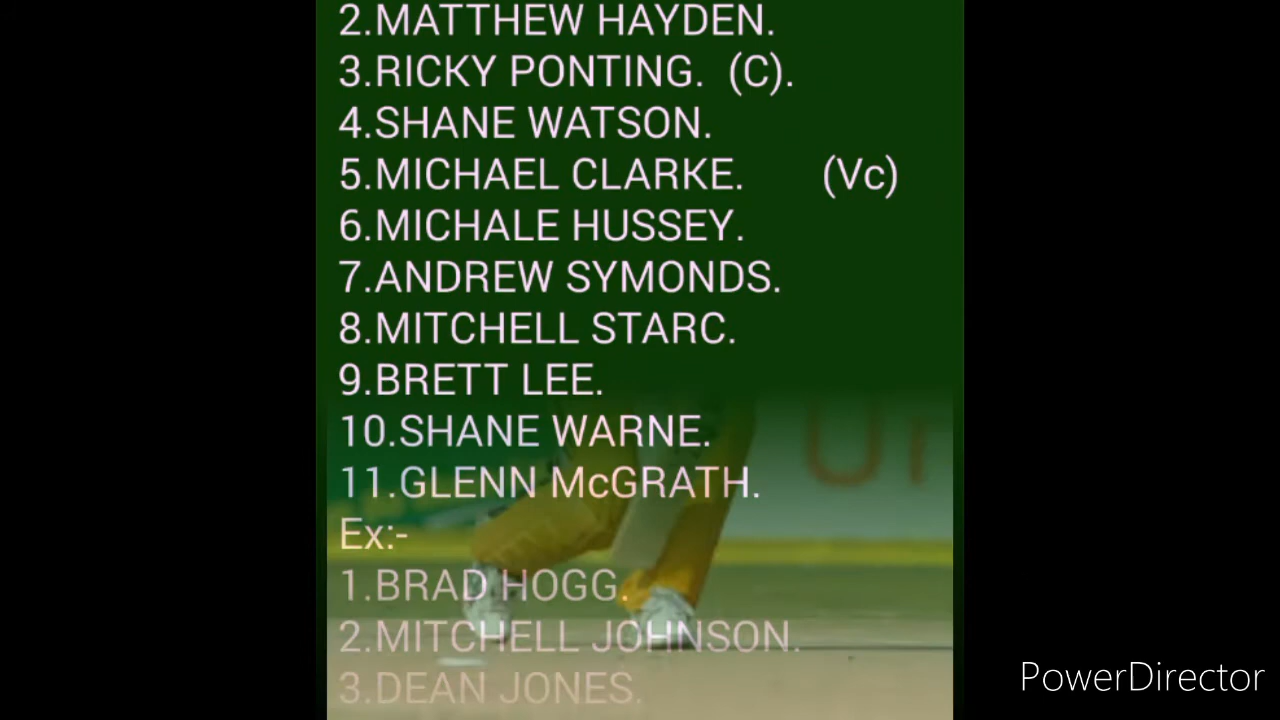 2.MATTHEW HAYDEN.
3.RICKY PONTING. (C).
4.SHANE WATSON.
5.MICHAEL CLARKE. (Vc)
6.MICHALE HUSSEY.
7.ANDREW SYMONDS.
8.MITCHELL STARC.
9.BRETT LEE.
10.SHANE WARNE.
11.GLENN McGRATH.
Ex:-
1.BRAD HOGG.
2.MITCHELL JOHNSON.
3.DEAN JONES.
PowerDirector